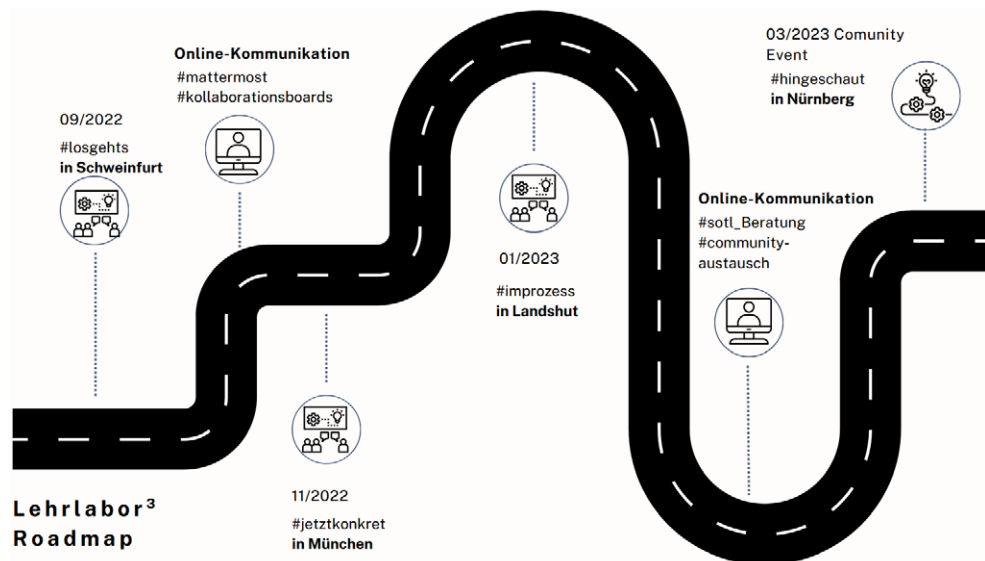 09/2022
#losgehts
in Schweinfurt
Online-Kommunikation
#mattermost
#kollaborationsboards
11/2022
#jetztkonkret
in München
01/2023
#improzess
in Landshut
Online-Kommunikation
#sotl_Beratung
#community-
austausch
03/2023 Comunity
Event
#hingeschaut
in Nürnberg
Lehrlabor³
Roadmap